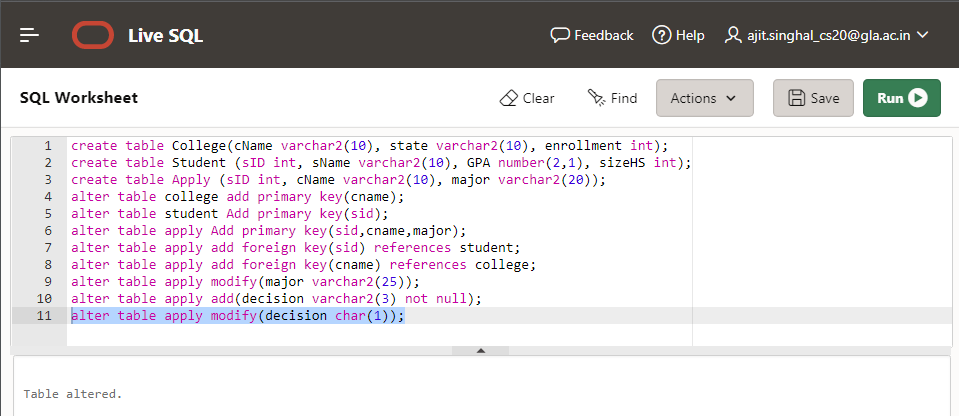 Live SQL Feedback Help ajit.singhal_cs20@gla.ac.in
SQL Worksheet Clear Find Actions Save Run
1 create table College(cName varchar2(10), state varchar2(10), enrollment int);
2 create table Student (sID int, sName varchar2(10), GPA number(2,1), sizeHS int);
3 create table Apply (sID int, cName varchar2(10), major varchar2(20));
4 alter table college add primary key(cname);
5 alter table student Add primary key(sid);
6 alter table apply Add primary key(sid,cname,major);
7 alter table apply add foreign key(sid) references student;
8 alter table apply add foreign key(cname) references college;
9 alter table apply modify(major varchar2(25));
10 alter table apply add(decision varchar2(3) not null);
11 alter table apply modify(decision char(1));
Table altered.